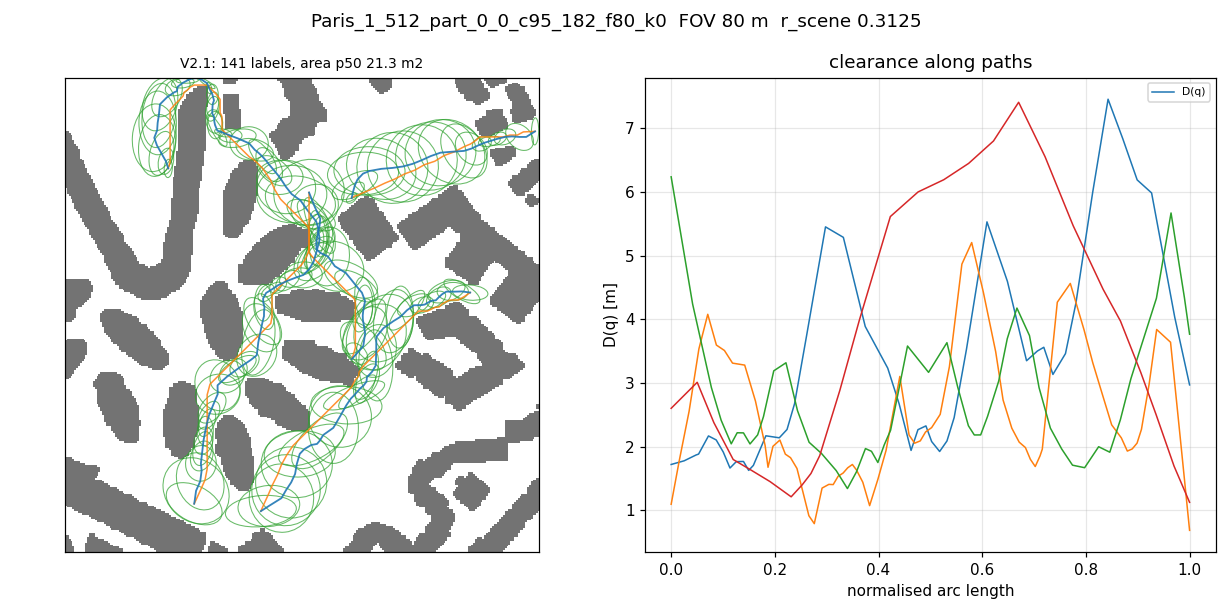 Paris_1_512_part_0_0_c95_182_f80_k0  FOV 80 m  r_scene 0.3125
V2.1: 141 labels, area p50 21.3 m2
clearance along paths
D(q)
D(q) [m]
7
6
5
4
3
2
1
0.0 0.2 0.4 0.6 0.8 1.0
normalised arc length